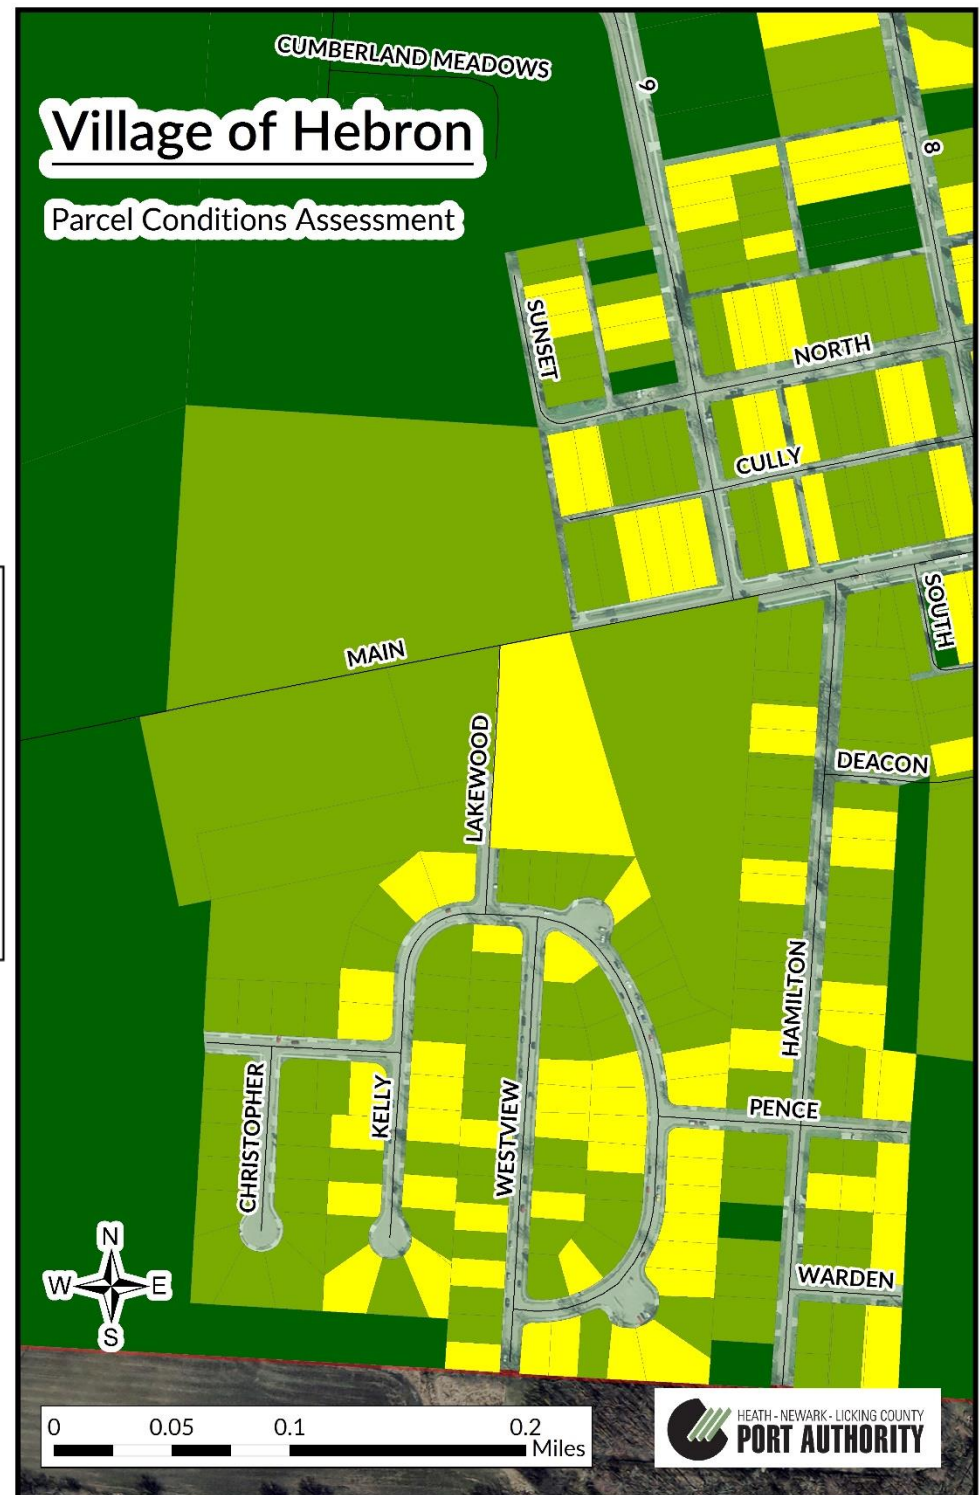 CUMBERLAND MEADOWS
9
Village of Hebron
8
Parcel Conditions Assessment
SUNSET
NORTH
CULLY
SOUTH
MAIN
LAKEWOOD
DEACON
HAMILTON
CHRISTOPHER
KELLY
WESTVIEW
PENCE
N
W E
S
WARDEN
0 0.05 0.1 0.2
Miles
HEATH - NEWARK - LICKING COUNTY
PORT AUTHORITY